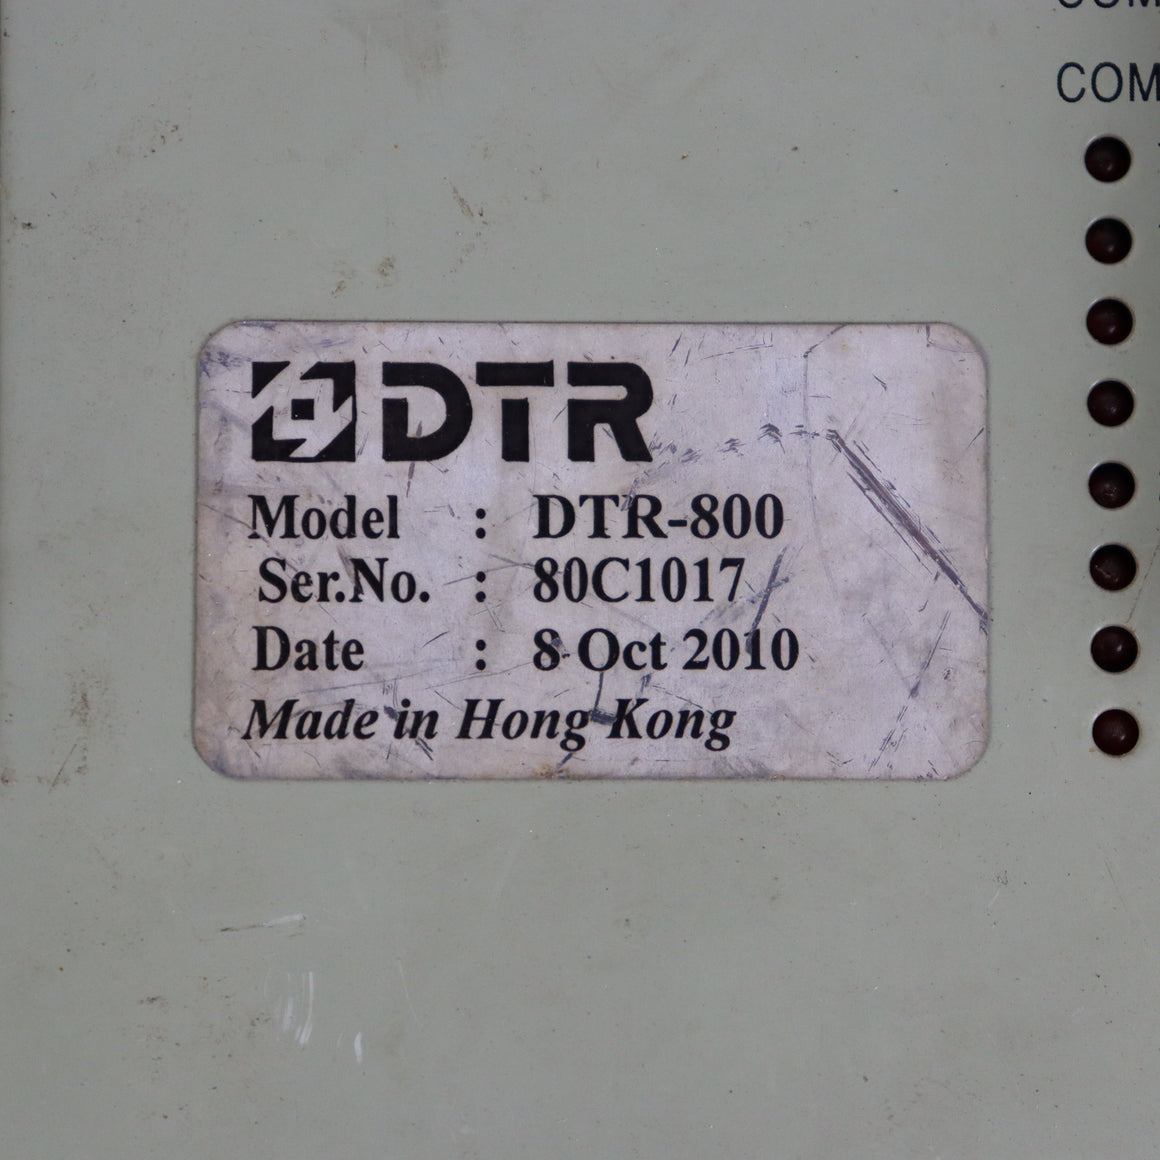 COM
DTR
Model : DTR-800
Ser.No. : 80C1017
Date : 8 Oct 2010
Made in Hong Kong